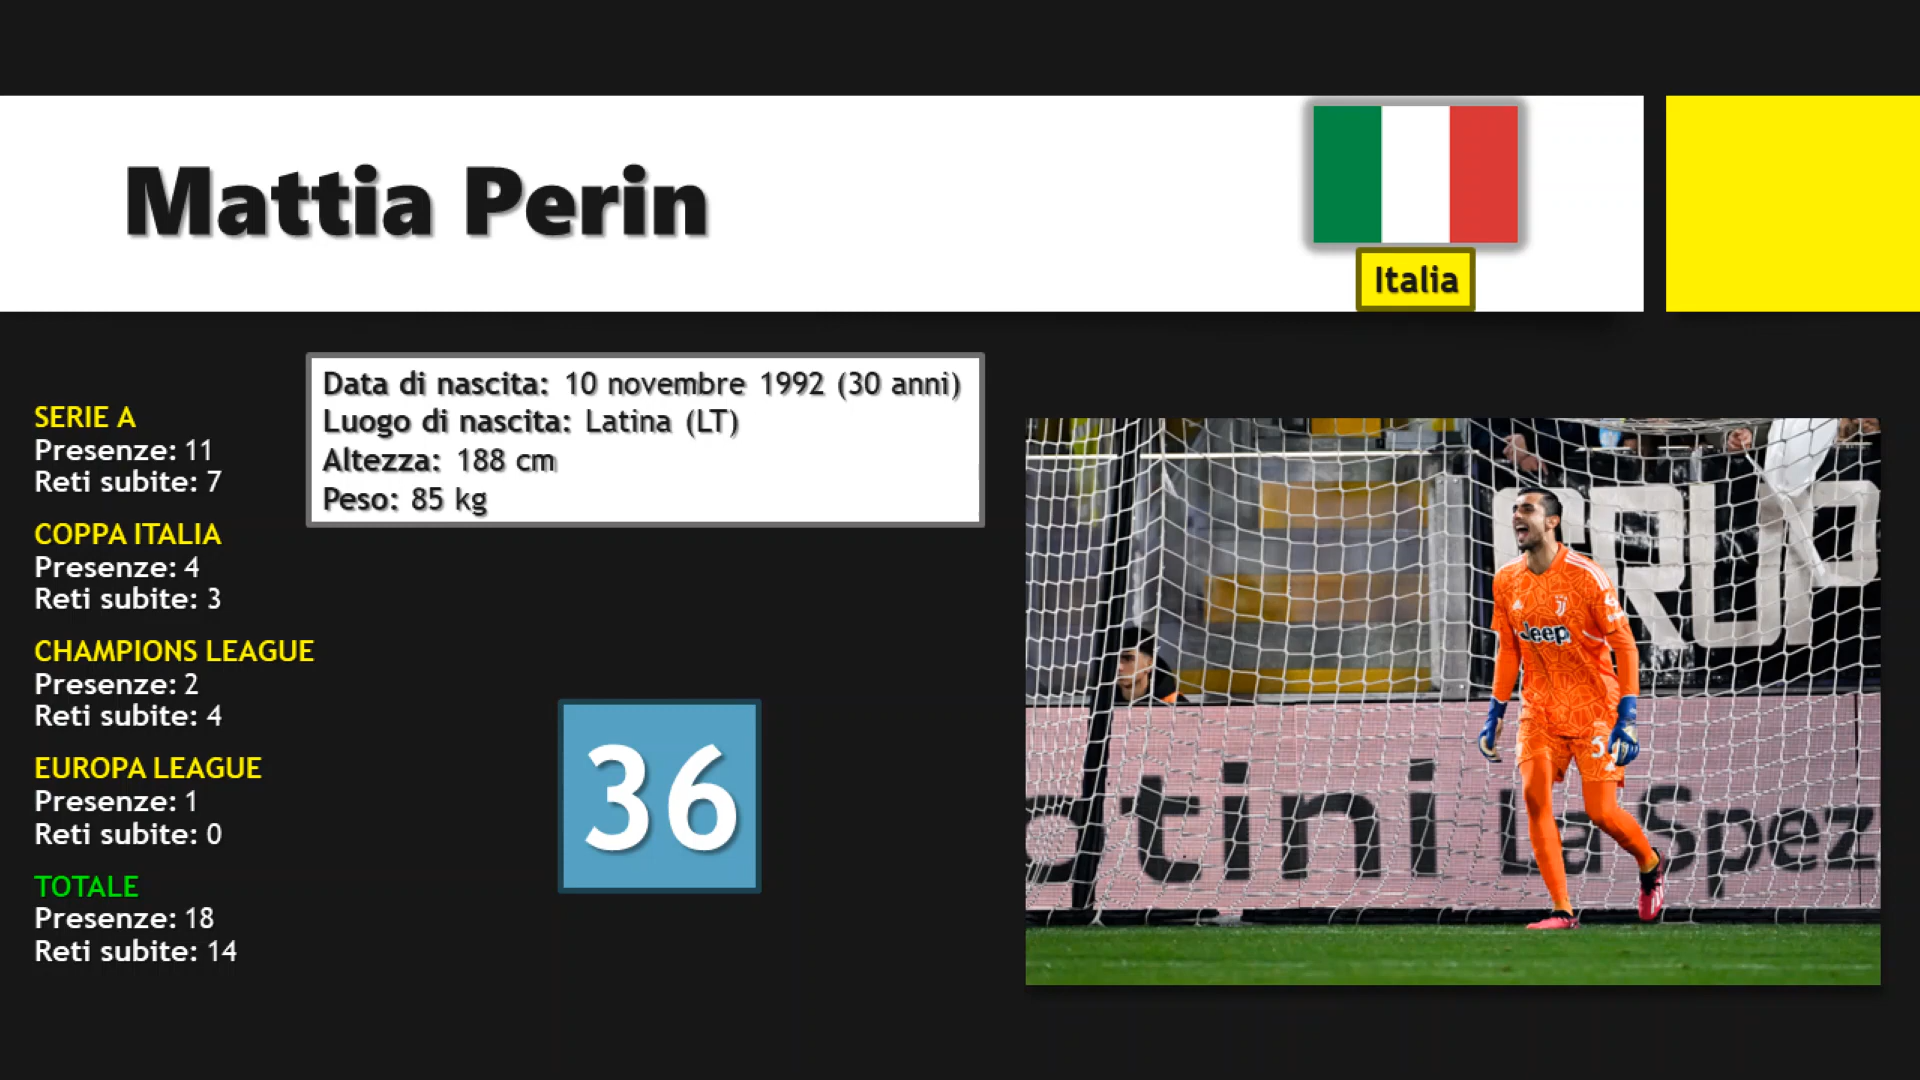 Mattia Perin
Italia
Data di nascita: 10 novembre 1992 (30 anni)
Luogo di nascita: Latina (LT)
Altezza: 188 cm
Peso: 85 kg
SERIE A
Presenze: 11
Reti subite: 7
COPPA ITALIA
Presenze: 4
Reti subite: 3
CHAMPIONS LEAGUE
Presenze: 2
Reti subite: 4
EUROPA LEAGUE
Presenze: 1
Reti subite: 0
TOTALE
Presenze: 18
Reti subite: 14
36
Jeep
tini La Spez